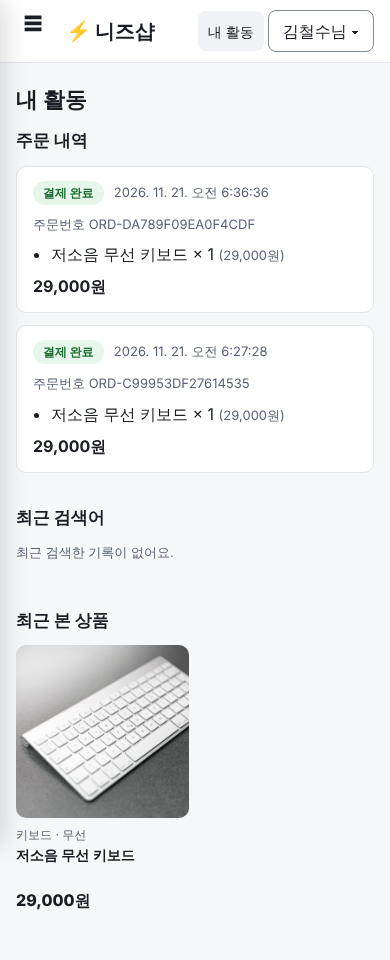 ☰
⚡ 니즈샵
내 활동
김철수님
내 활동
주문 내역
결제 완료 2026. 11. 21. 오전 6:36:36
주문번호 ORD-DA789F09EA0F4CDF
• 저소음 무선 키보드 × 1 (29,000원)
29,000원
결제 완료 2026. 11. 21. 오전 6:27:28
주문번호 ORD-C99953DF27614535
• 저소음 무선 키보드 × 1 (29,000원)
29,000원
최근 검색어
최근 검색한 기록이 없어요.
최근 본 상품
키보드 · 무선
저소음 무선 키보드
29,000원